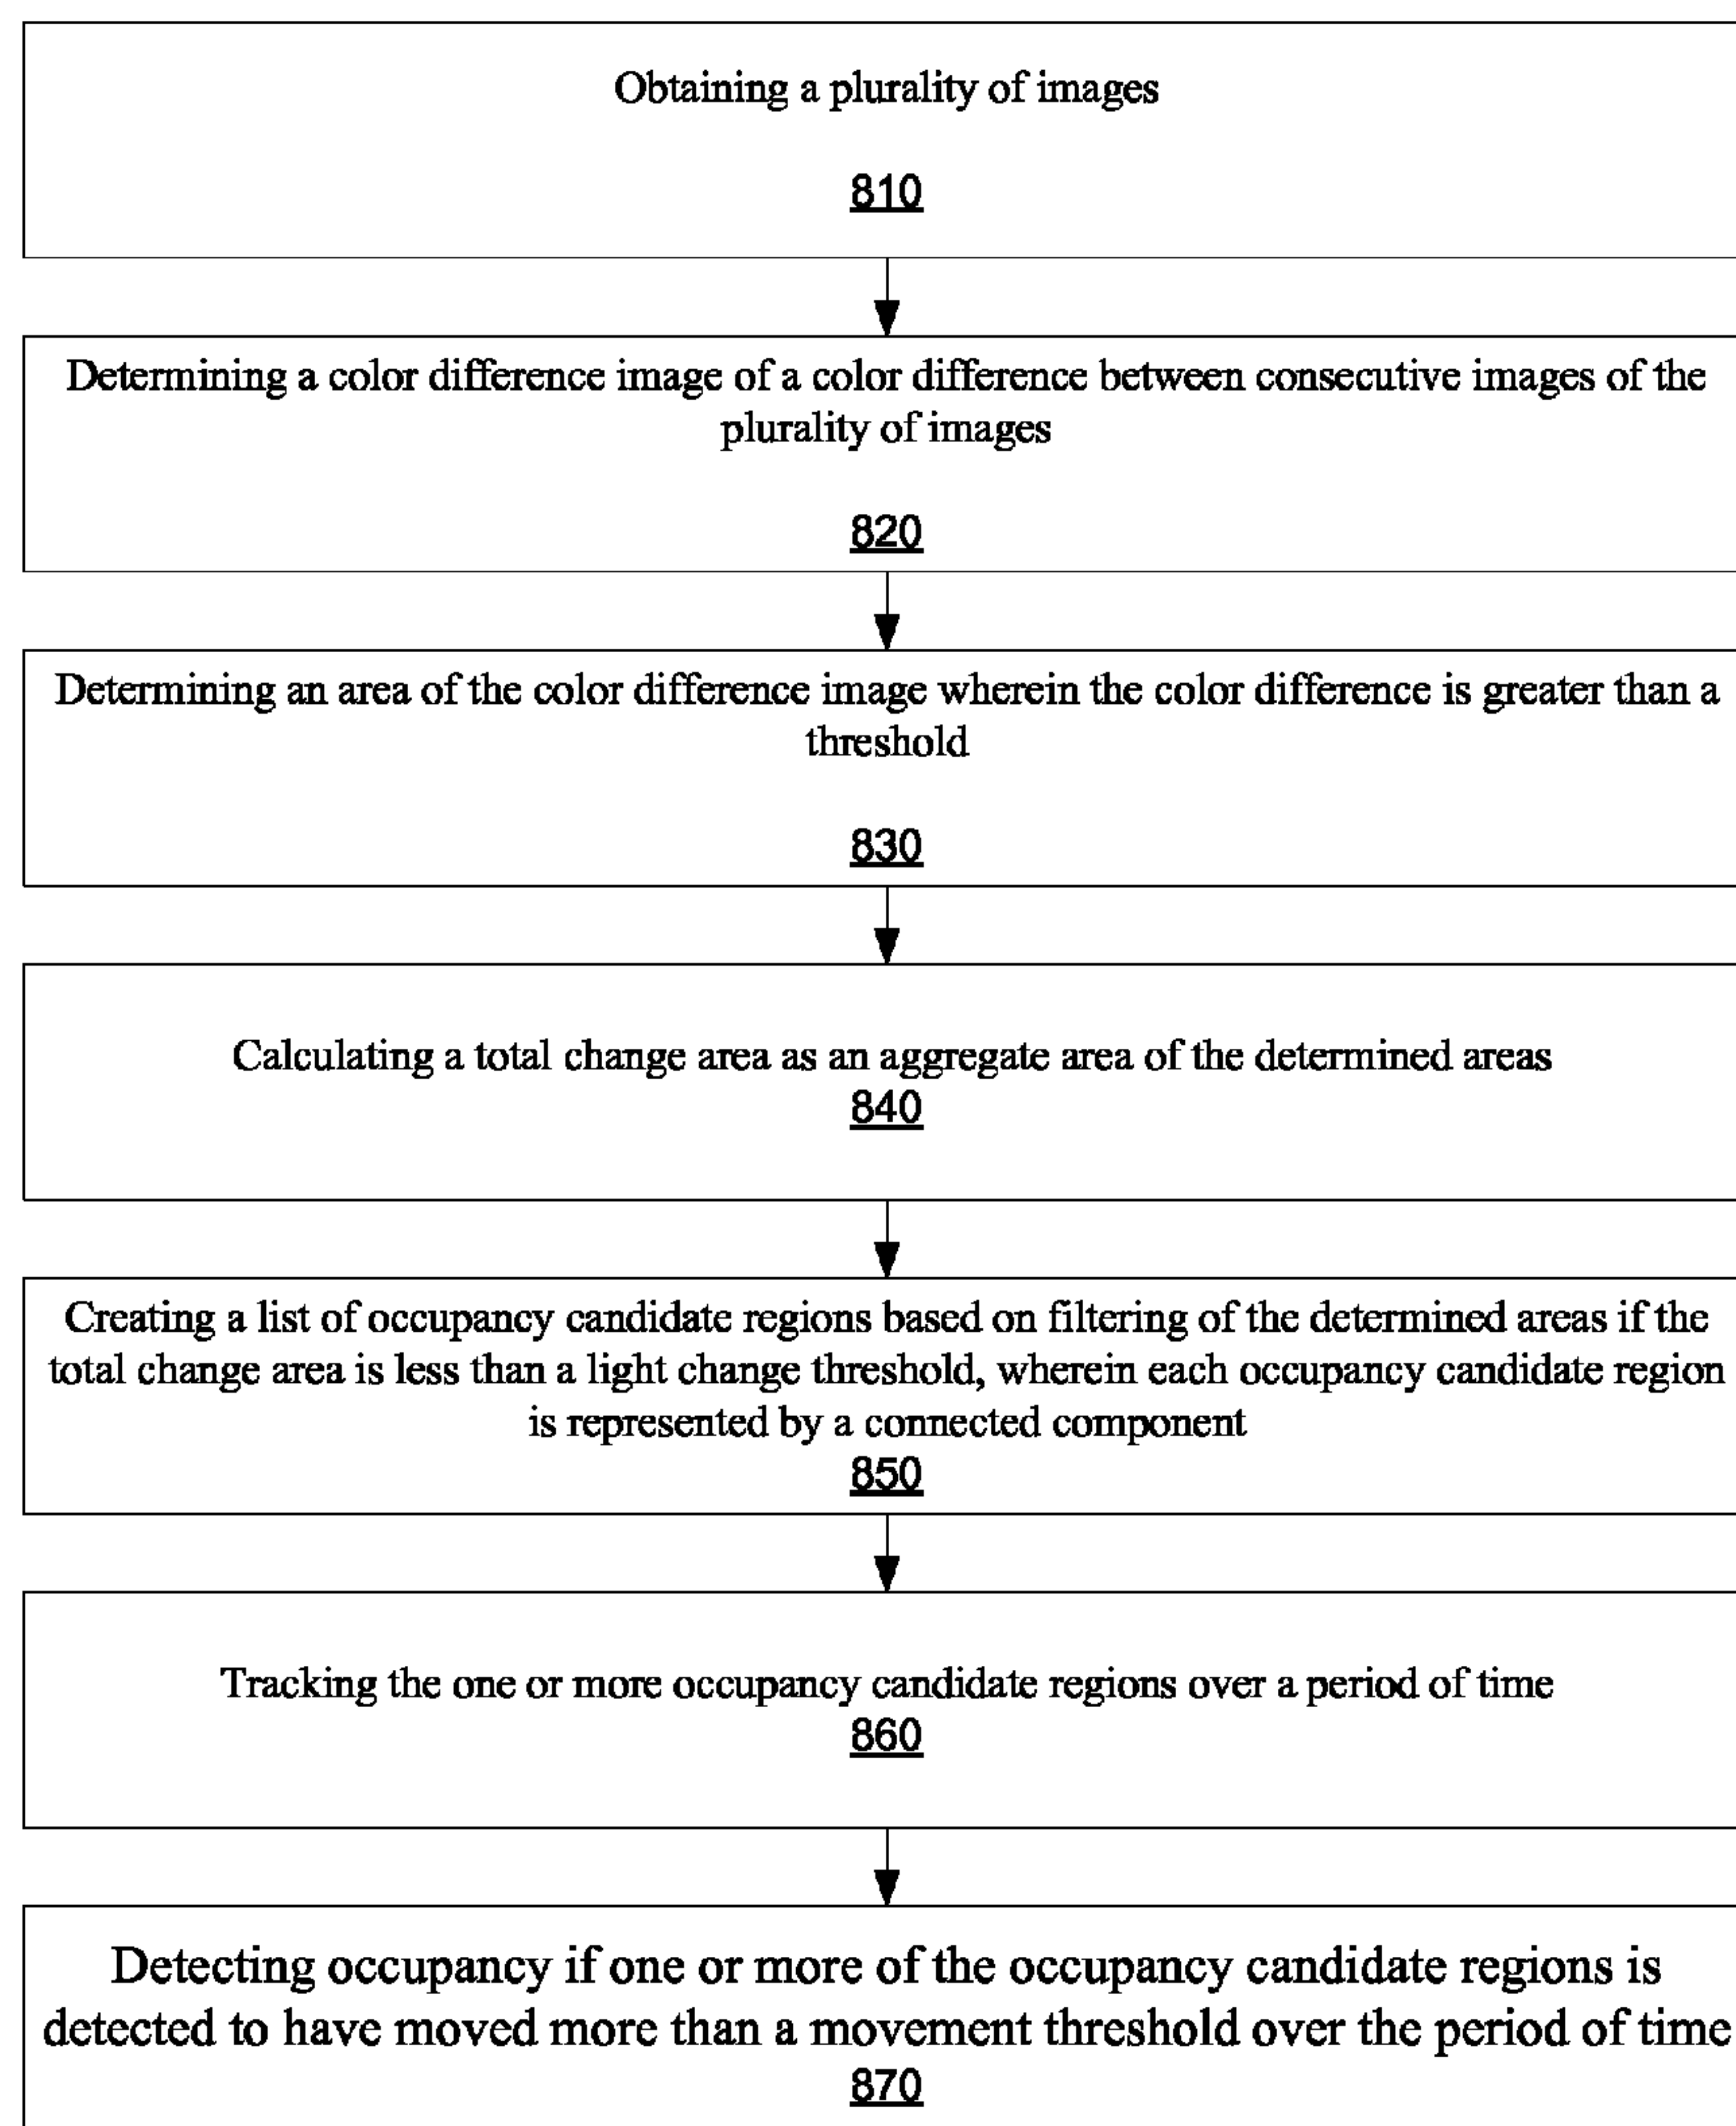 Obtaining a plurality of images
810
Determining a color difference image of a color difference between consecutive images of the
plurality of images
820
Determining an area of the color difference image wherein the color difference is greater than a
threshold
830
Calculating a total change area as an aggregate area of the determined areas
840
Creating a list of occupancy candidate regions based on filtering of the determined areas if the
total change area is less than a light change threshold, wherein each occupancy candidate region
is represented by a connected component
850
Tracking the one or more occupancy candidate regions over a period of time
860
Detecting occupancy if one or more of the occupancy candidate regions is
detected to have moved more than a movement threshold over the period of time
870